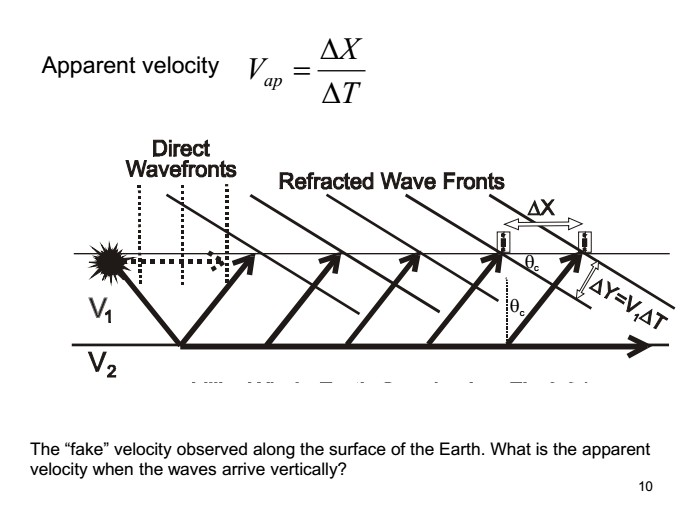 Apparent velocity V_ap = ΔX / ΔT
Direct
Wavefronts
Refracted Wave Fronts
ΔX
θc
θc
ΔY=V₁ΔT
V₁
V₂
The “fake” velocity observed along the surface of the Earth. What is the apparent
velocity when the waves arrive vertically?
10